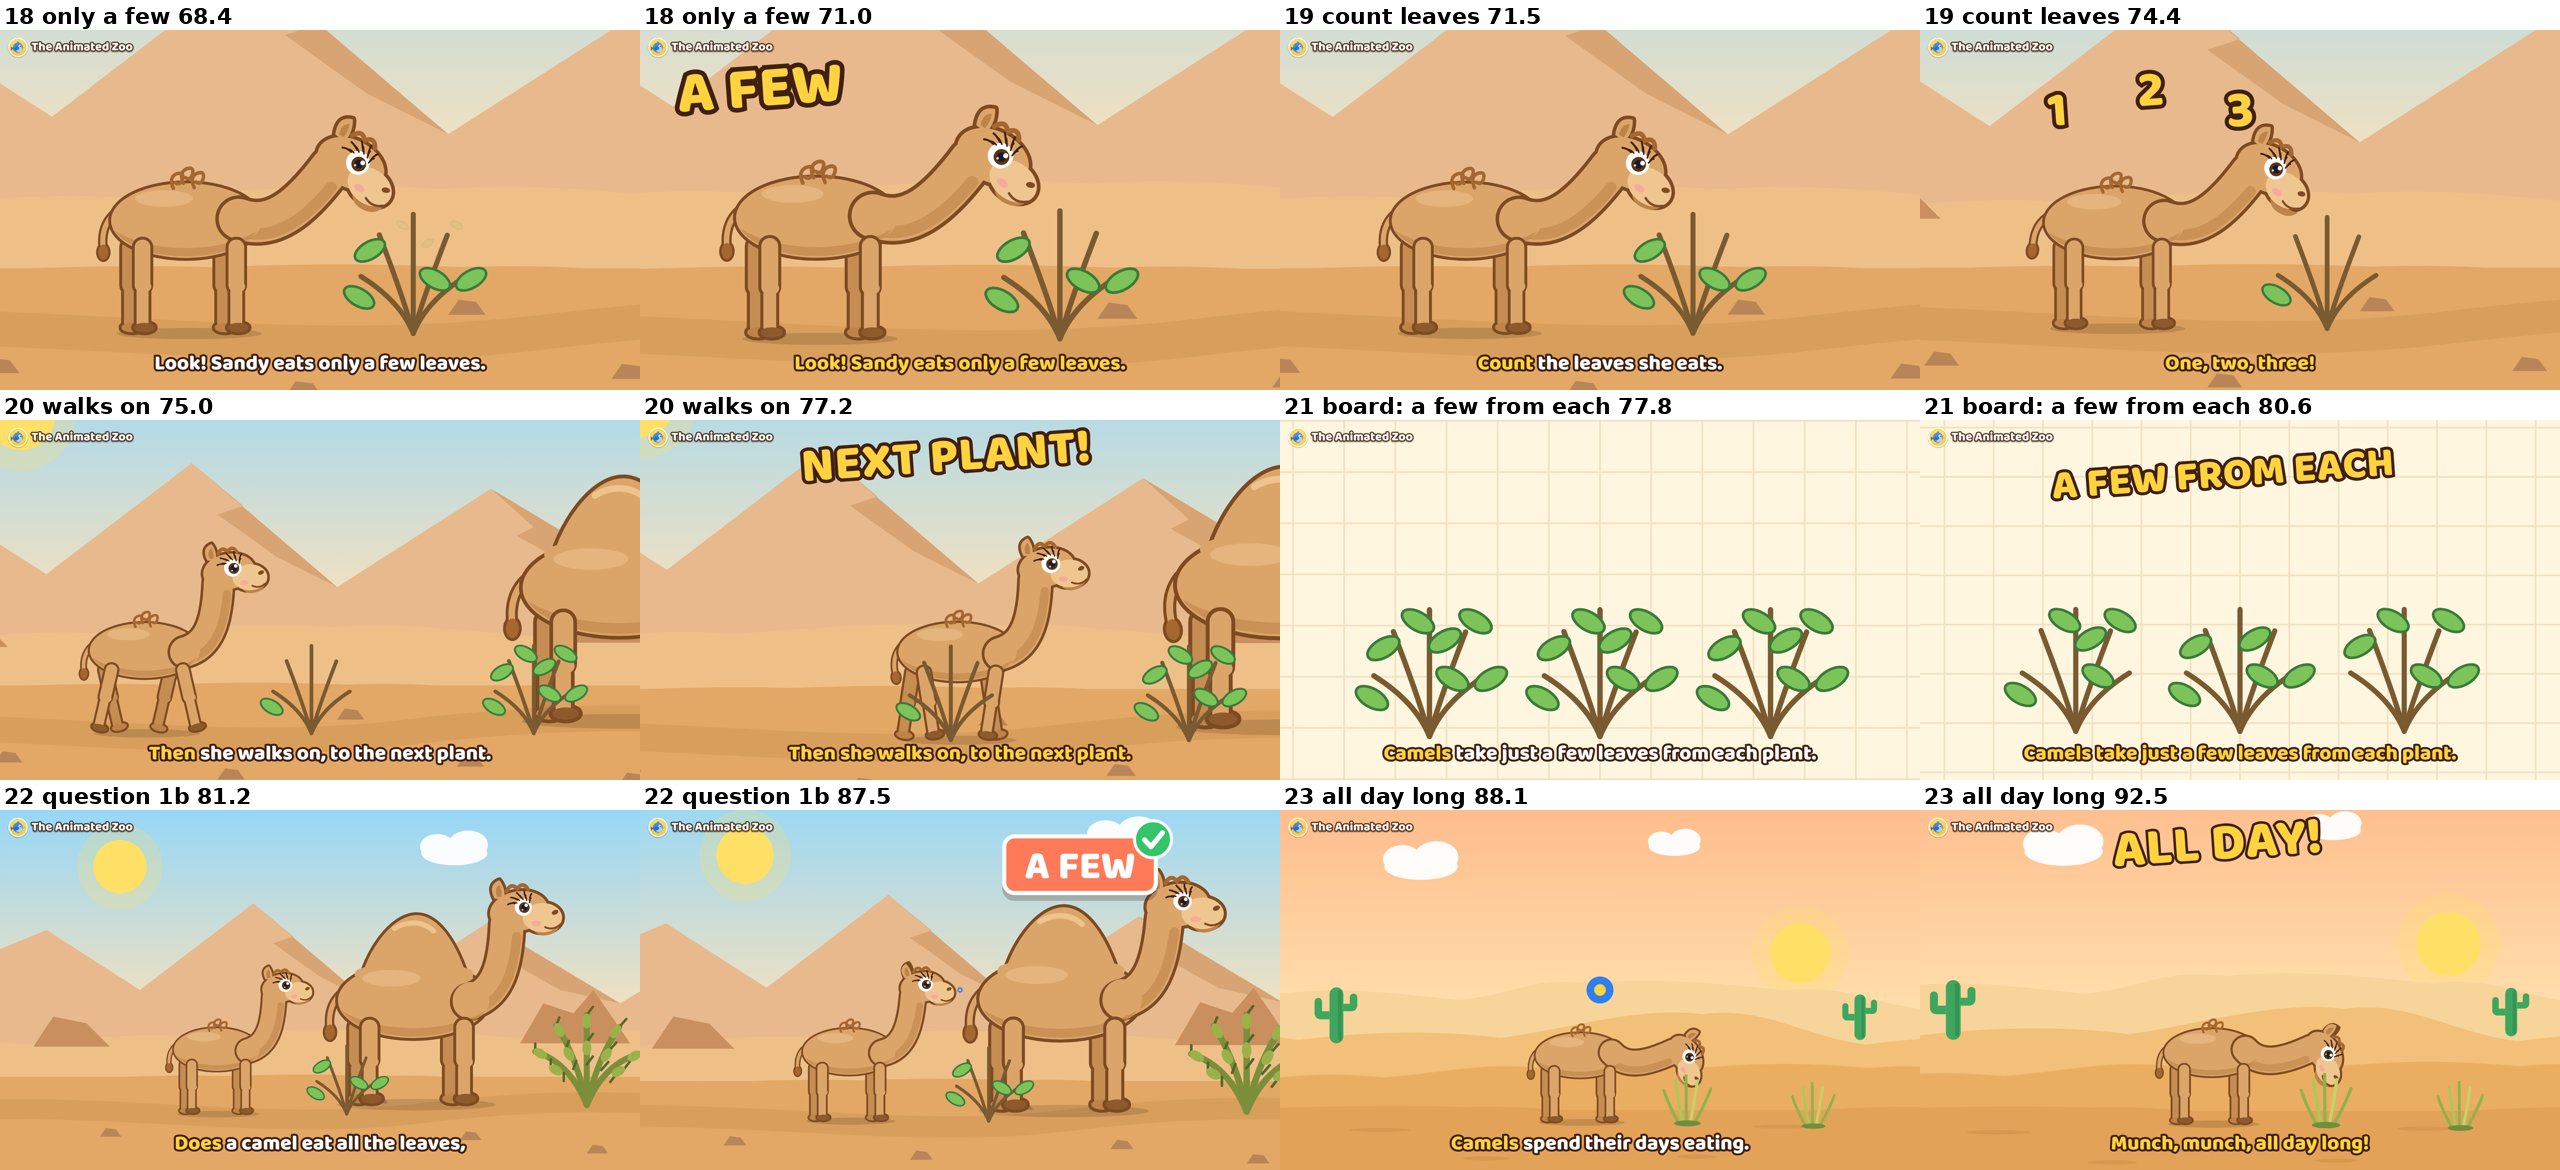 18 only a few 68.4
The Animated Zoo
Look! Sandy eats only a few leaves.
18 only a few 71.0
The Animated Zoo
A FEW
Look! Sandy eats only a few leaves.
19 count leaves 71.5
The Animated Zoo
Count the leaves she eats.
19 count leaves 74.4
The Animated Zoo
1 2 3
One, two, three!
20 walks on 75.0
The Animated Zoo
Then she walks on, to the next plant.
20 walks on 77.2
The Animated Zoo
NEXT PLANT!
Then she walks on, to the next plant.
21 board: a few from each 77.8
The Animated Zoo
Camels take just a few leaves from each plant.
21 board: a few from each 80.6
The Animated Zoo
A FEW FROM EACH
Camels take just a few leaves from each plant.
22 question 1b 81.2
The Animated Zoo
Does a camel eat all the leaves,
22 question 1b 87.5
The Animated Zoo
A FEW
23 all day long 88.1
The Animated Zoo
Camels spend their days eating.
23 all day long 92.5
The Animated Zoo
ALL DAY!
Munch, munch, all day long!